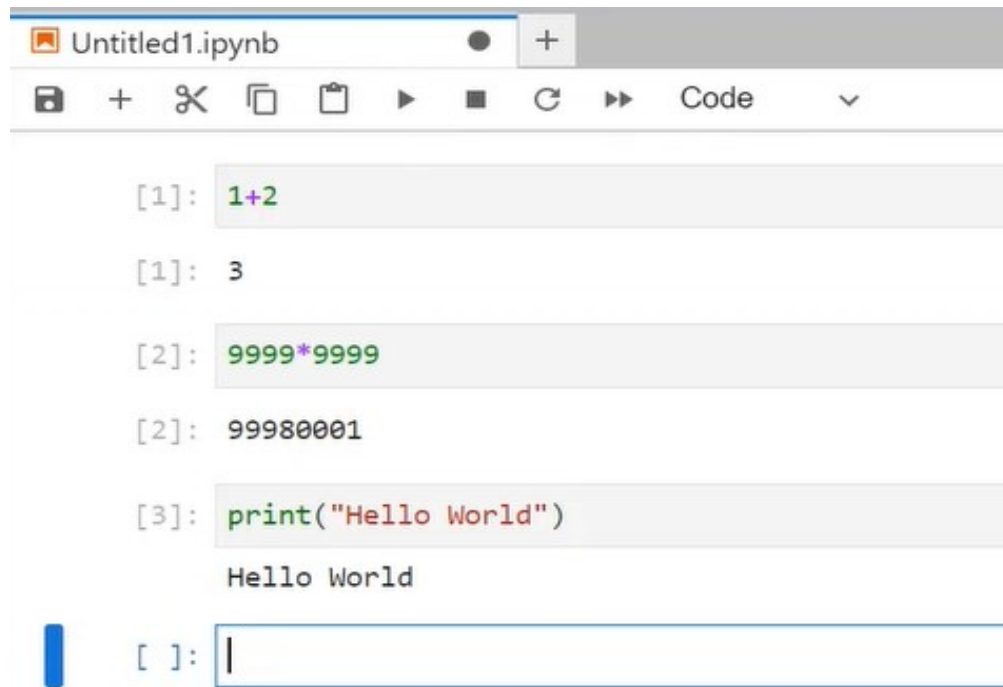 Untitled1.ipynb
Code
[1]: 1+2
[1]: 3
[2]: 9999*9999
[2]: 99980001
[3]: print("Hello World")
Hello World
[ ]: